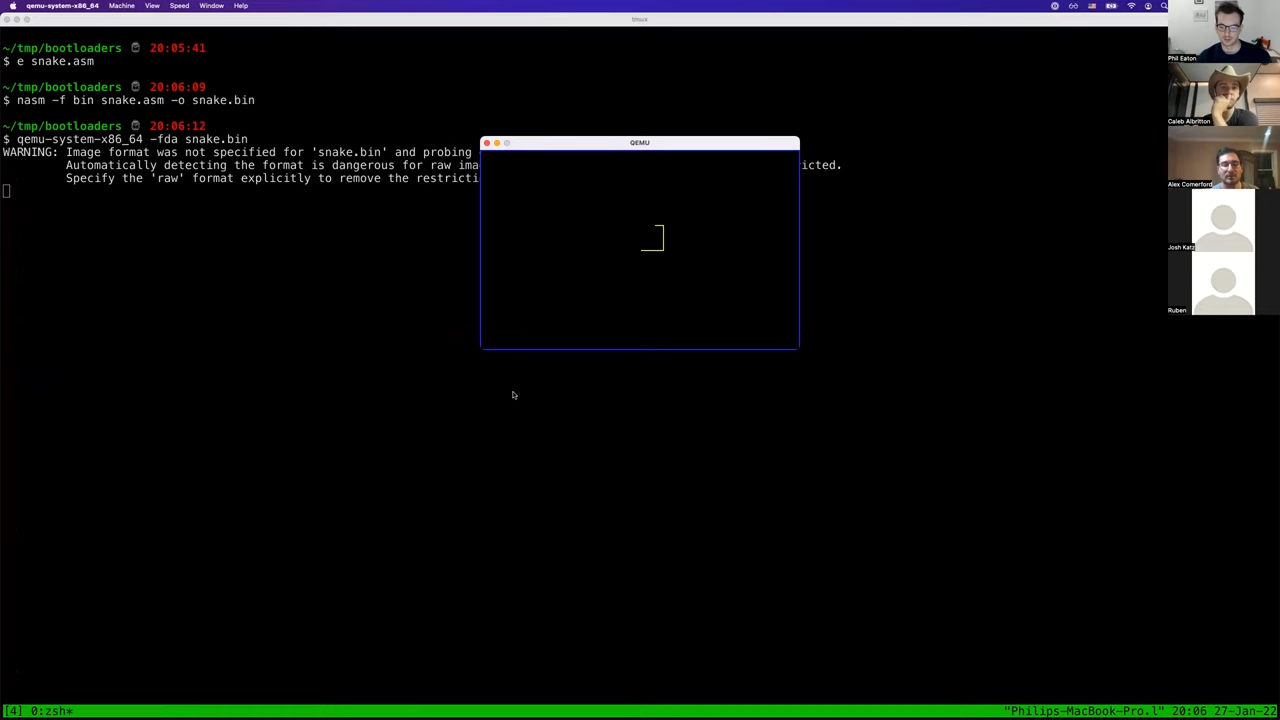 qemu-system-x86_64 Machine View Speed Window Help
tmux
~/tmp/bootloaders 20:05:41
$ e snake.asm
~/tmp/bootloaders 20:06:09
$ nasm -f bin snake.asm -o snake.bin
~/tmp/bootloaders 20:06:12
$ qemu-system-x86_64 -fda snake.bin
WARNING: Image format was not specified for 'snake.bin' and probing
Automatically detecting the format is dangerous for raw ima ricted.
Specify the 'raw' format explicitly to remove the restricti
QEMU
Phil Eaton
Caleb Albritton
Alex Comerford
Josh Katz
Ruben
[4] 0:zsh* "Philips-MacBook-Pro.l" 20:06 27-Jan-22